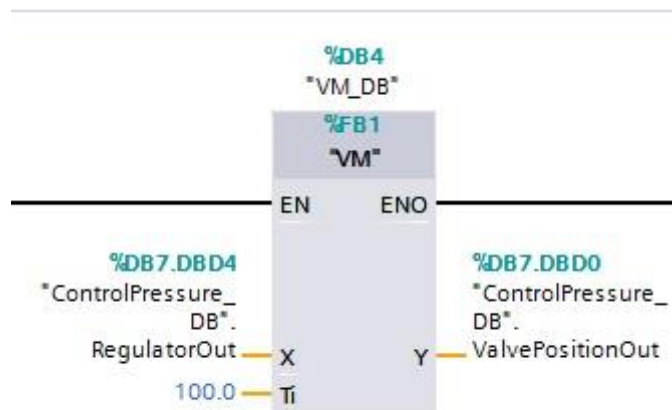 %DB4
"VM_DB"
%FB1
"VM"
EN ENO
%DB7.DBD4
"ControlPressure_
DB".
RegulatorOut
X
100.0
Ti
%DB7.DBD0
"ControlPressure_
DB".
ValvePositionOut
Y